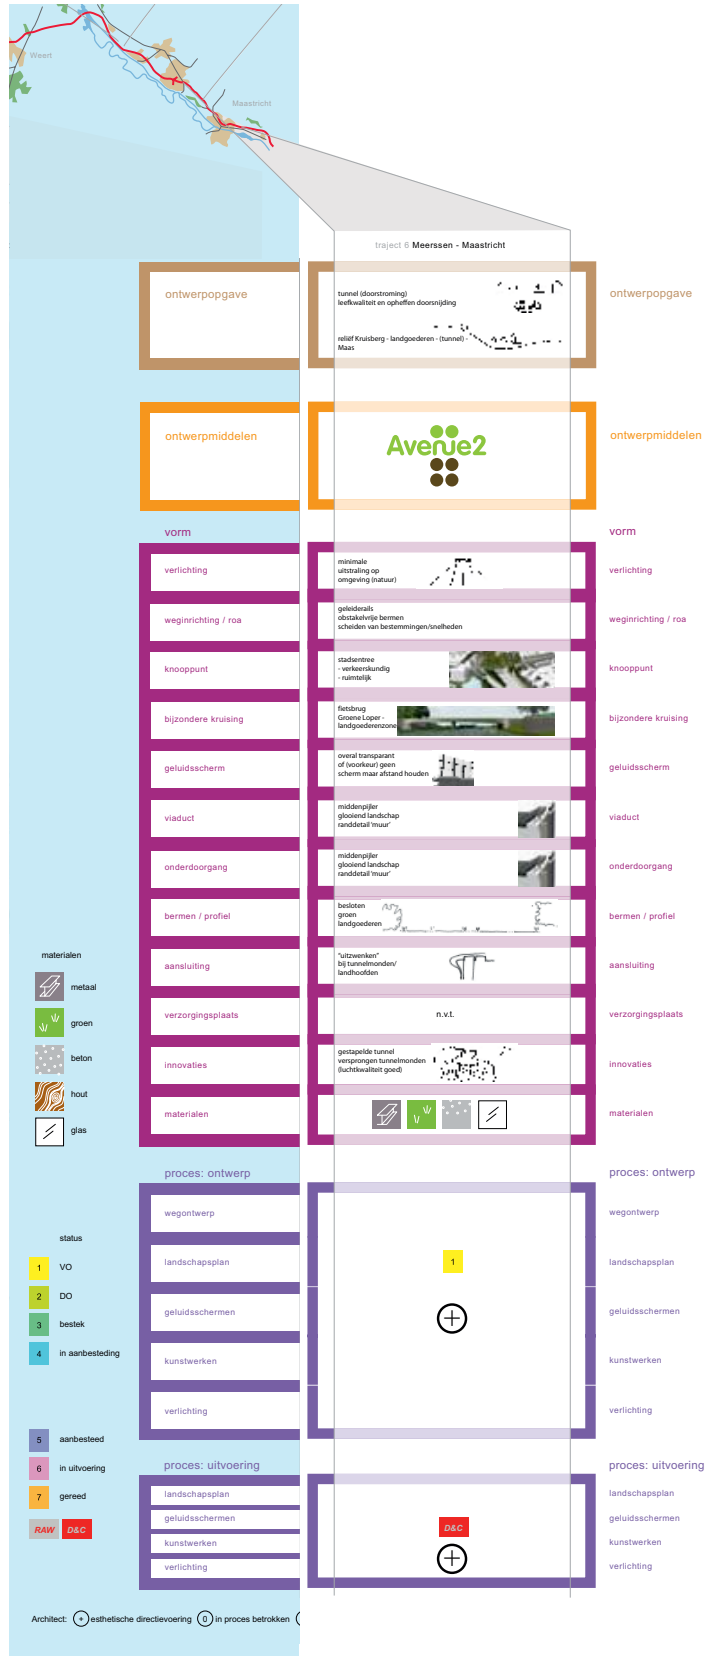 Weert
Maastricht
traject 6 Meerssen - Maastricht
ontwerpopgave
tunnel (doorstroming)
leefkwaliteit en opheffen doorsnijding
reliëf Kruisberg - landgoederen - (tunnel) -
Maas
ontwerpopgave
ontwerpmiddelen
Avenue2
ontwerpmiddelen
vorm
vorm
verlichting
minimale
uitstraling op
omgeving (natuur)
verlichting
weginrichting / roa
geleiderails
obstakelvrije bermen
scheiden van bestemmingen/snelheden
weginrichting / roa
knooppunt
stadsentree
- verkeerskundig
- ruimtelijk
knooppunt
bijzondere kruising
fietsbrug
Groene Loper -
landgoederenzone
bijzondere kruising
geluidsscherm
overal transparant
of (voorkeur) geen
scherm maar afstand houden
geluidsscherm
viaduct
middenpijler
glooiend landschap
randdetail 'muur'
viaduct
onderdoorgang
middenpijler
glooiend landschap
randdetail 'muur'
onderdoorgang
bermen / profiel
besloten
groen
landgoederen
bermen / profiel
aansluiting
"uitzwenken"
bij tunnelmonden/
landhoofden
aansluiting
verzorgingsplaats
n.v.t.
verzorgingsplaats
innovaties
gestapelde tunnel
versprongen tunnelmonden
(luchtkwaliteit goed)
innovaties
materialen
materialen
materialen
metaal
groen
beton
hout
glas
proces: ontwerp
proces: ontwerp
wegontwerp
wegontwerp
landschapsplan
1
landschapsplan
geluidsschermen
geluidsschermen
kunstwerken
kunstwerken
verlichting
verlichting
status
1 VO
2 DO
3 bestek
4 in aanbesteding
5 aanbesteed
6 in uitvoering
7 gereed
RAW D&C
proces: uitvoering
proces: uitvoering
landschapsplan
landschapsplan
geluidsschermen
D&C
geluidsschermen
kunstwerken
kunstwerken
verlichting
verlichting
Architect: + esthetische directievoering 0 in proces betrokken